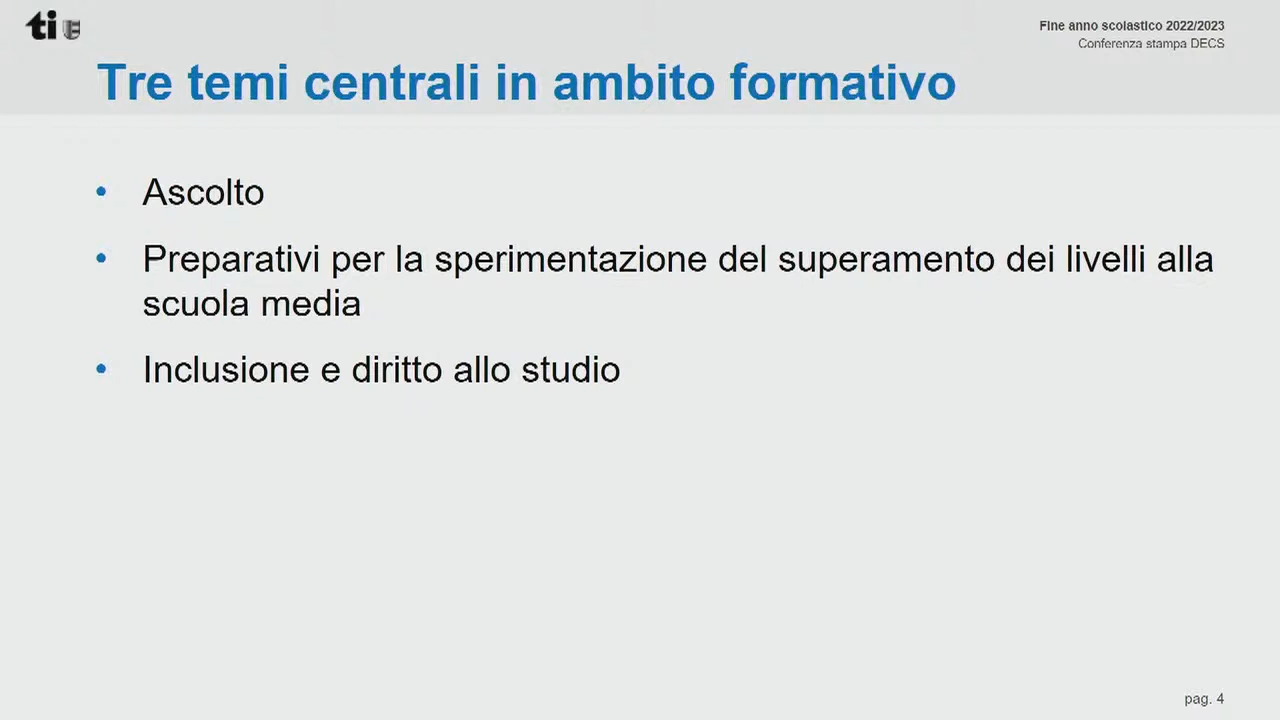 ti
Fine anno scolastico 2022/2023
Conferenza stampa DECS
Tre temi centrali in ambito formativo
• Ascolto
• Preparativi per la sperimentazione del superamento dei livelli alla
scuola media
• Inclusione e diritto allo studio
pag. 4